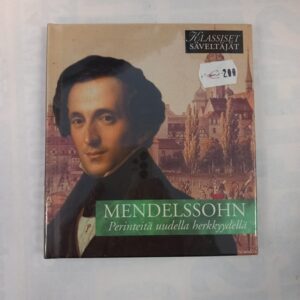 KLASSISET
SÄVELTÄJÄT
MENDELSSOHN
Perinteitä uudella herkkyydellä